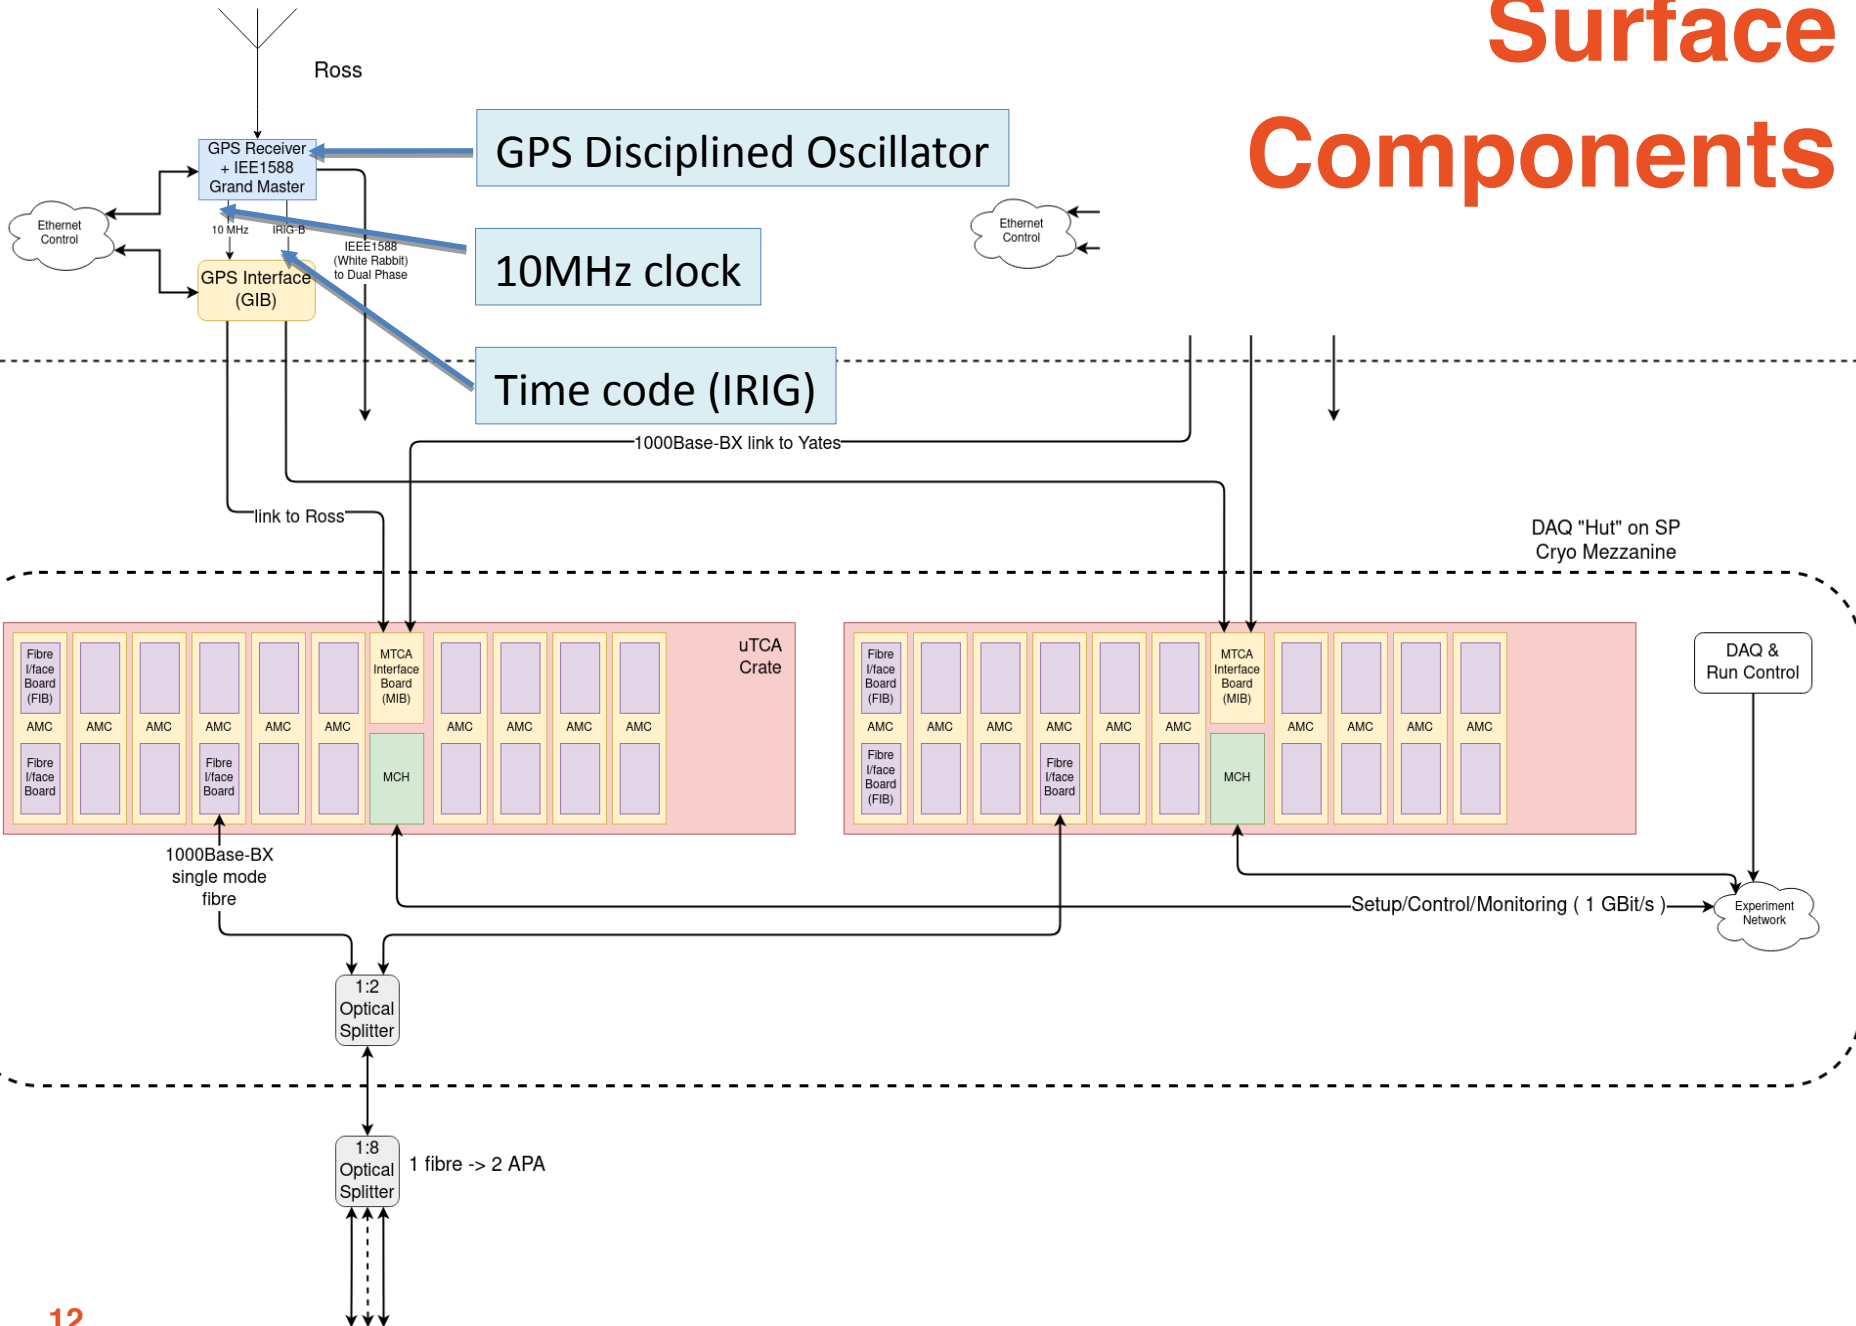 Surface
Components
Ross
GPS Receiver
+ IEE1588
Grand Master
GPS Disciplined Oscillator
Ethernet
Control
10 MHz
IRIG-B
IEEE1588
(White Rabbit)
to Dual Phase
10MHz clock
Ethernet
Control
GPS Interface
(GIB)
Time code (IRIG)
1000Base-BX link to Yates
link to Ross
DAQ "Hut" on SP
Cryo Mezzanine
uTCA
Crate
Fibre
I/face
Board
(FIB)
AMC
Fibre
I/face
Board
AMC
AMC
AMC
Fibre
I/face
Board
AMC
AMC
MTCA
Interface
Board
(MIB)
MCH
AMC
AMC
AMC
AMC
Fibre
I/face
Board
(FIB)
AMC
Fibre
I/face
Board
(FIB)
AMC
AMC
AMC
Fibre
I/face
Board
AMC
AMC
MTCA
Interface
Board
(MIB)
MCH
AMC
AMC
AMC
AMC
DAQ &
Run Control
1000Base-BX
single mode
fibre
Setup/Control/Monitoring ( 1 GBit/s )
Experiment
Network
1:2
Optical
Splitter
1:8
Optical
Splitter
1 fibre -> 2 APA
12